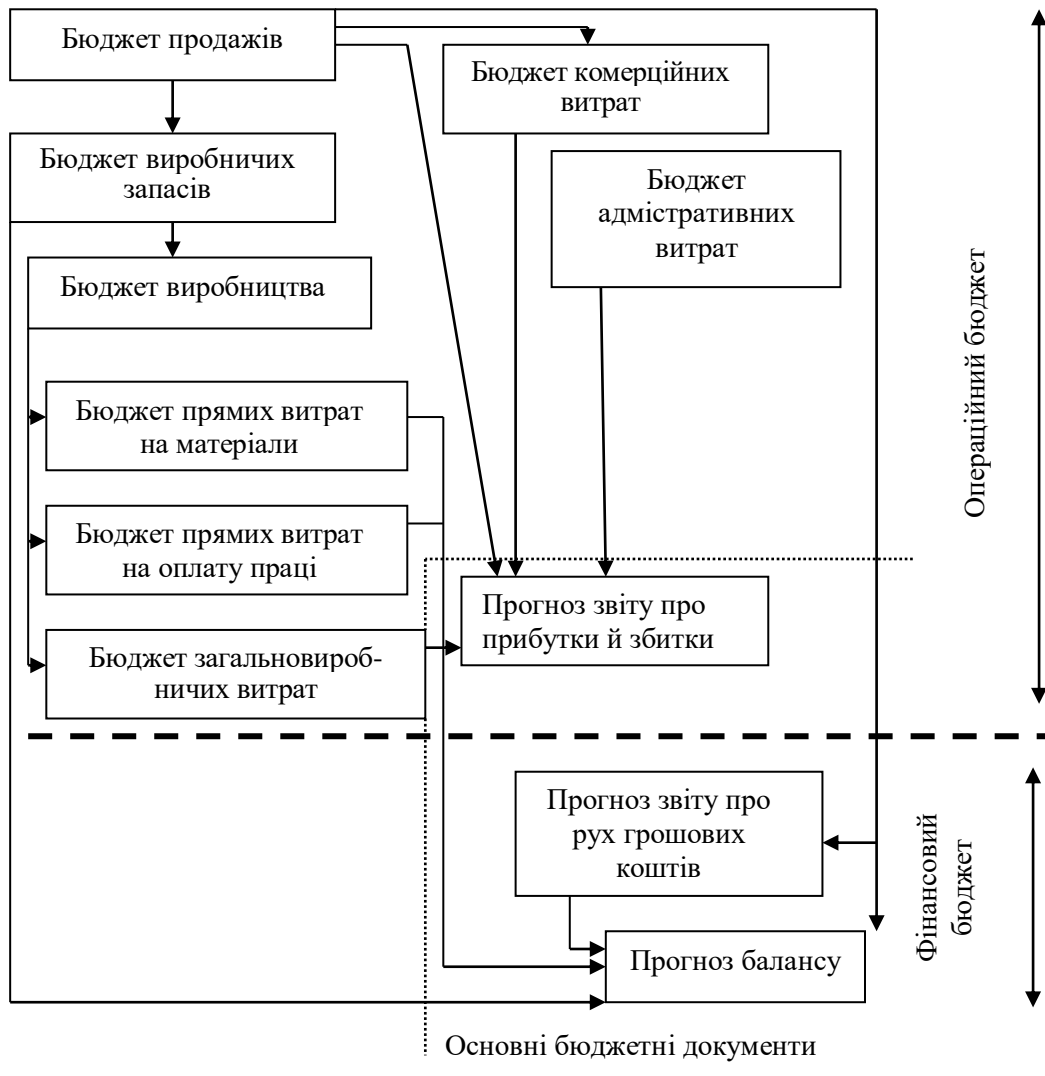 Бюджет продажів
Бюджет комерційних
витрат
Бюджет виробничих
запасів
Бюджет
адмістративних
витрат
Бюджет виробництва
Операційний бюджет
Бюджет прямих витрат
на матеріали
Бюджет прямих витрат
на оплату праці
Прогноз звіту про
прибутки й збитки
Бюджет загальновироб-
ничих витрат
Прогноз звіту про
рух грошових
коштів
Фінансовий
бюджет
Прогноз балансу
Основні бюджетні документи